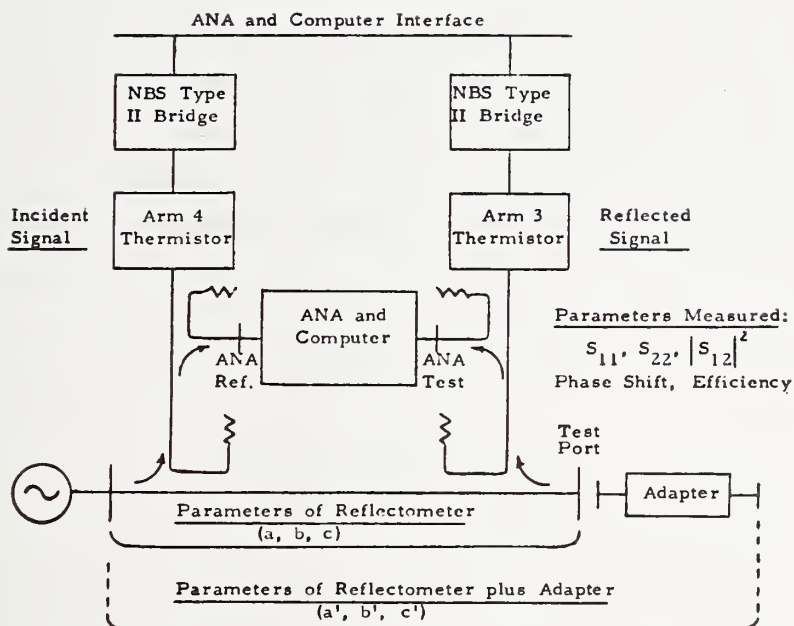 ANA and Computer Interface
NBS Type
II Bridge
NBS Type
II Bridge
Incident
Signal
Arm 4
Thermistor
Arm 3
Thermistor
Reflected
Signal
ANA and
Computer
ANA
Ref.
ANA
Test
Parameters Measured:
S11, S22, |S12|²
Phase Shift, Efficiency
Test
Port
Adapter
Parameters of Reflectometer
(a, b, c)
Parameters of Reflectometer plus Adapter
(a', b', c')